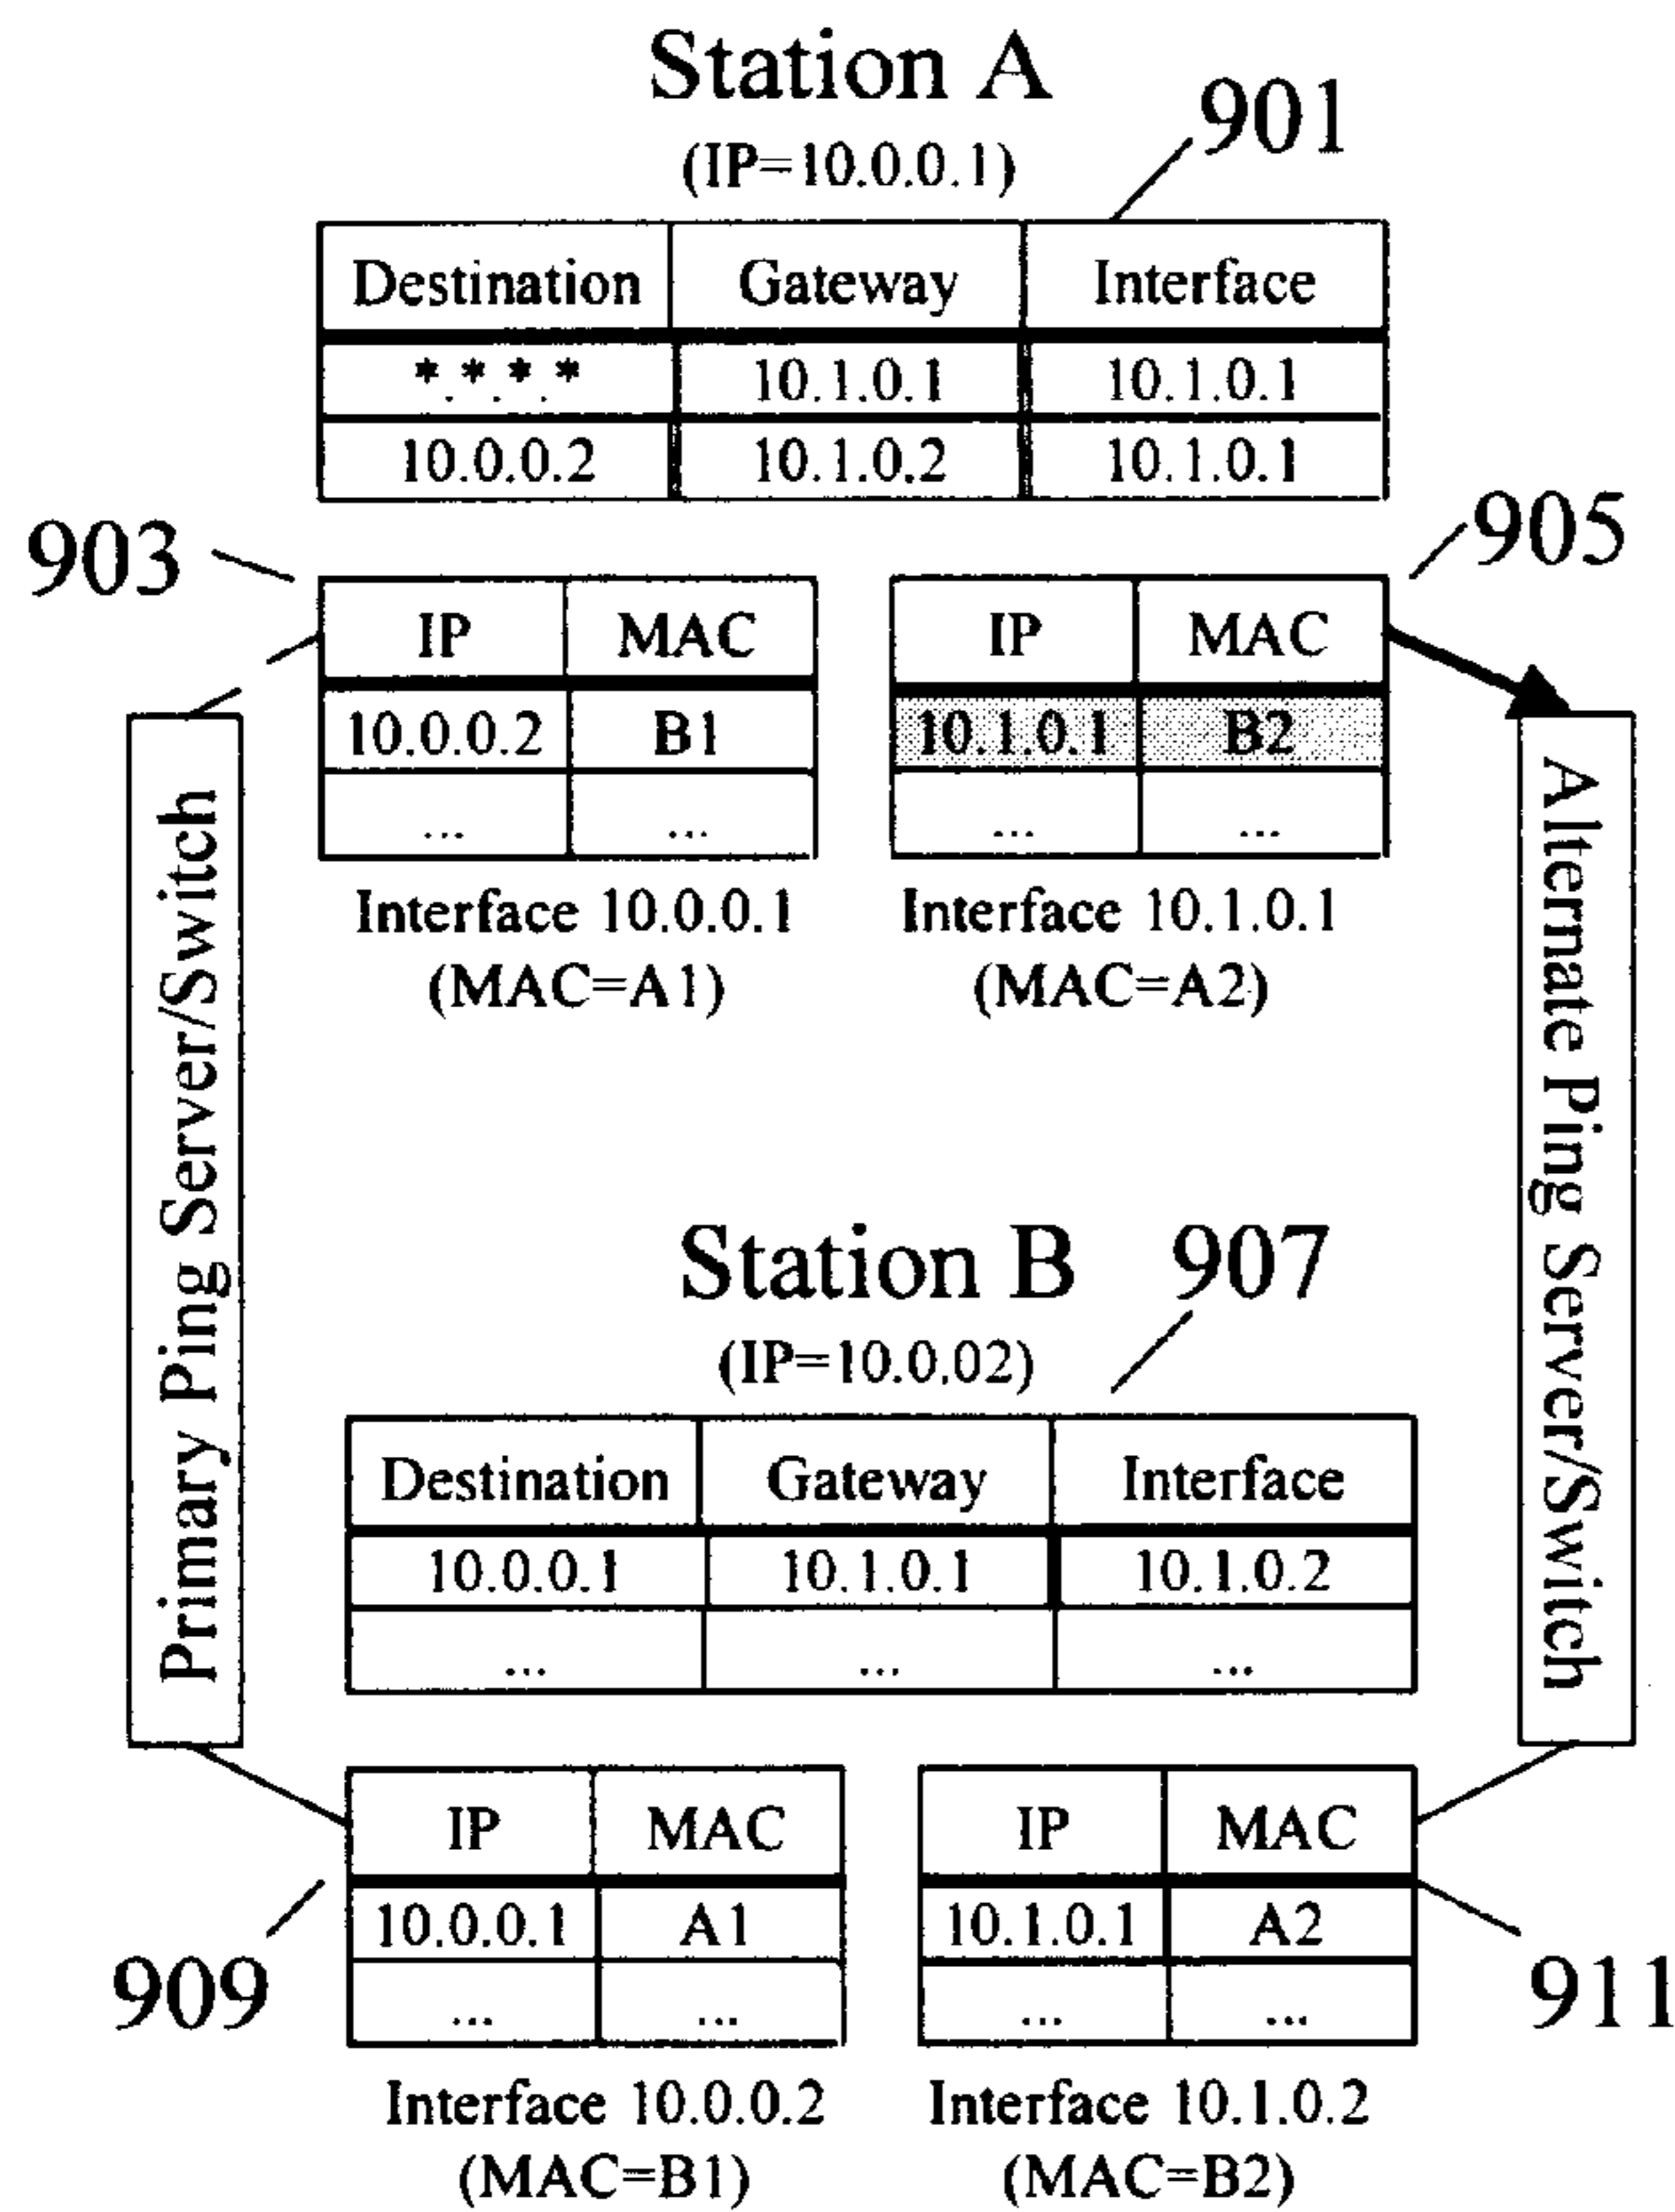 Station A
901
(IP=10.0.0.1)
Destination Gateway Interface
*.*.*.* 10.1.0.1 10.1.0.1
10.0.0.2 10.1.0.2 10.1.0.1
903
905
IP MAC
10.0.0.2 B1
... ...
Interface 10.0.0.1
(MAC=A1)
IP MAC
10.1.0.1 B2
... ...
Interface 10.1.0.1
(MAC=A2)
Primary Ping Server/Switch
Alternate Ping Server/Switch
Station B
907
(IP=10.0.02)
Destination Gateway Interface
10.0.0.1 10.1.0.1 10.1.0.2
... ... ...
IP MAC
10.0.0.1 A1
... ...
909
Interface 10.0.0.2
(MAC=B1)
IP MAC
10.1.0.1 A2
... ...
911
Interface 10.1.0.2
(MAC=B2)